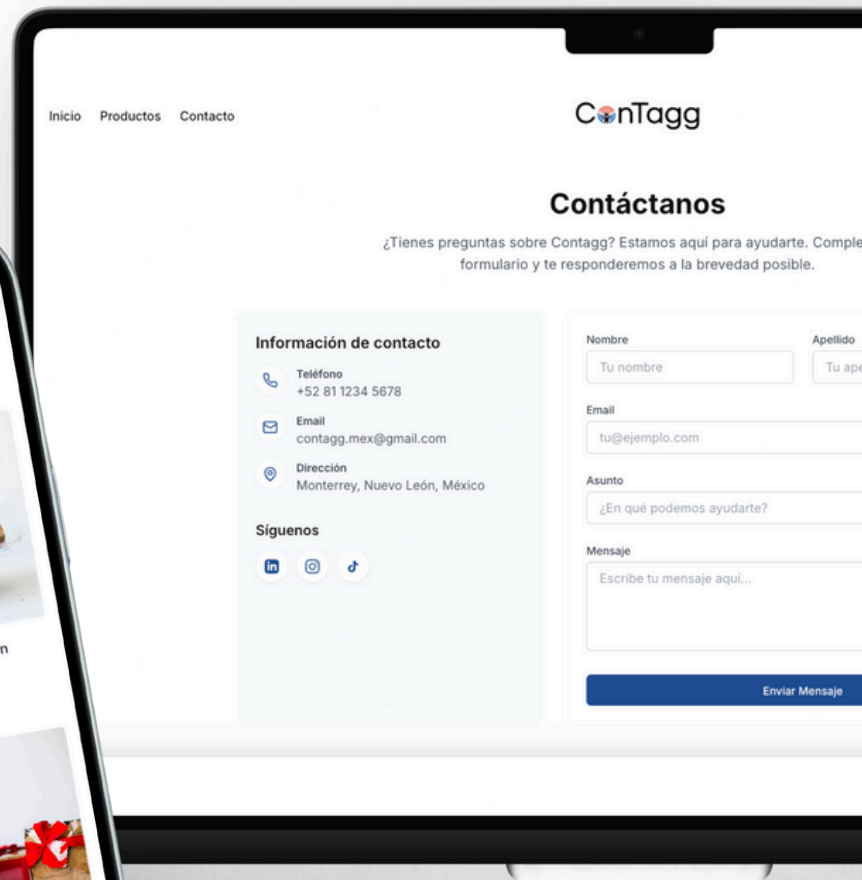 Inicio Productos Contacto
ConTagg
Contáctanos
¿Tienes preguntas sobre Contagg? Estamos aquí para ayudarte. Comple
formulario y te responderemos a la brevedad posible.
Información de contacto
Teléfono
+52 81 1234 5678
Email
contagg.mex@gmail.com
Dirección
Monterrey, Nuevo León, México
Síguenos
in
Nombre
Tu nombre
Apellido
Tu ape
Email
tu@ejemplo.com
Asunto
¿En qué podemos ayudarte?
Mensaje
Escribe tu mensaje aquí...
Enviar Mensaje
n